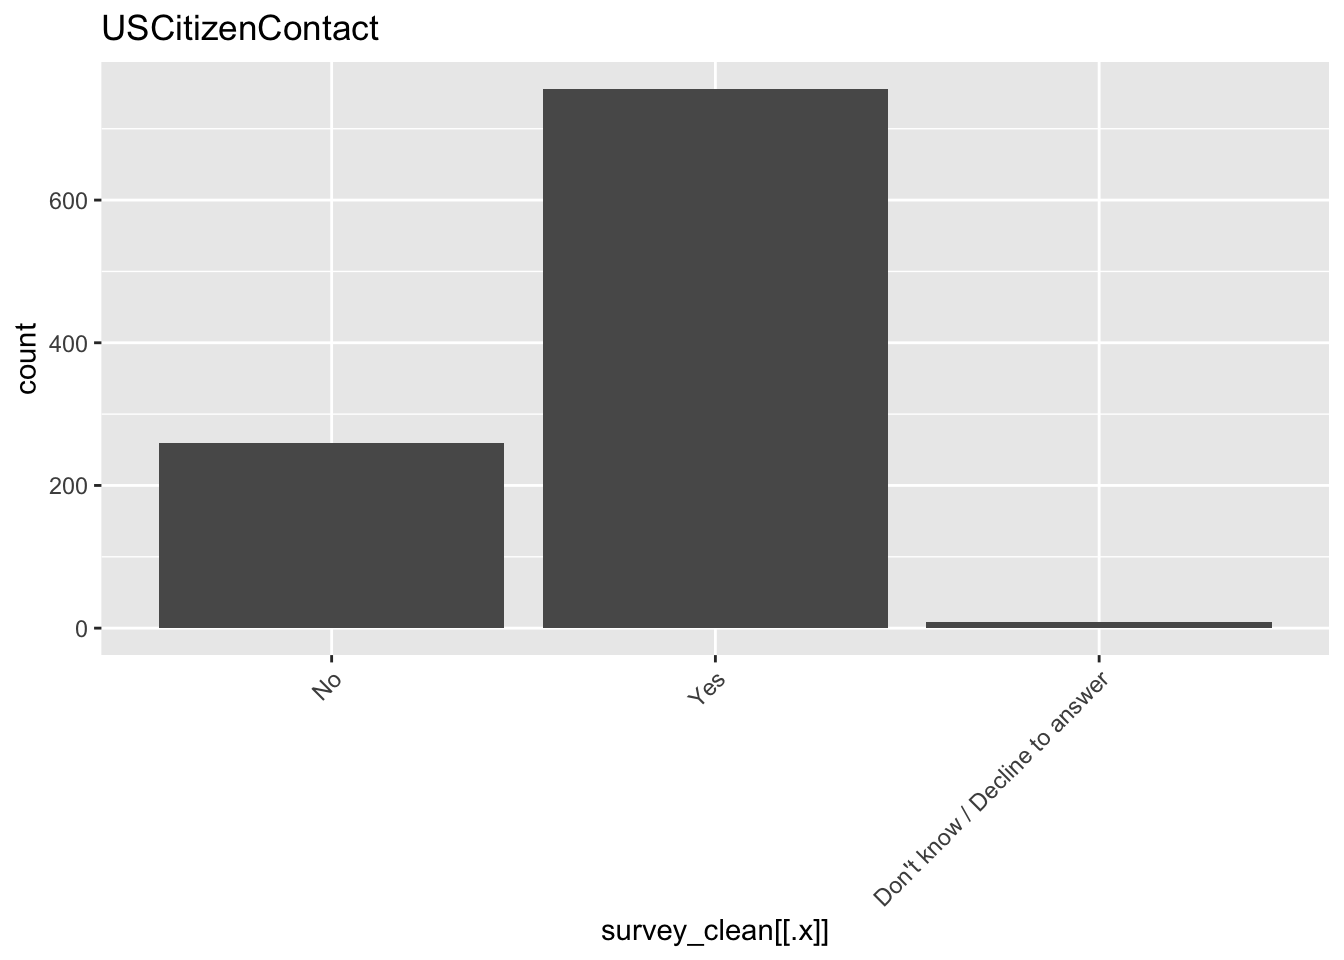 USCitizenContact
count
600
400
200
0
No
Yes
Don't know / Decline to answer
survey_clean[[.x]]